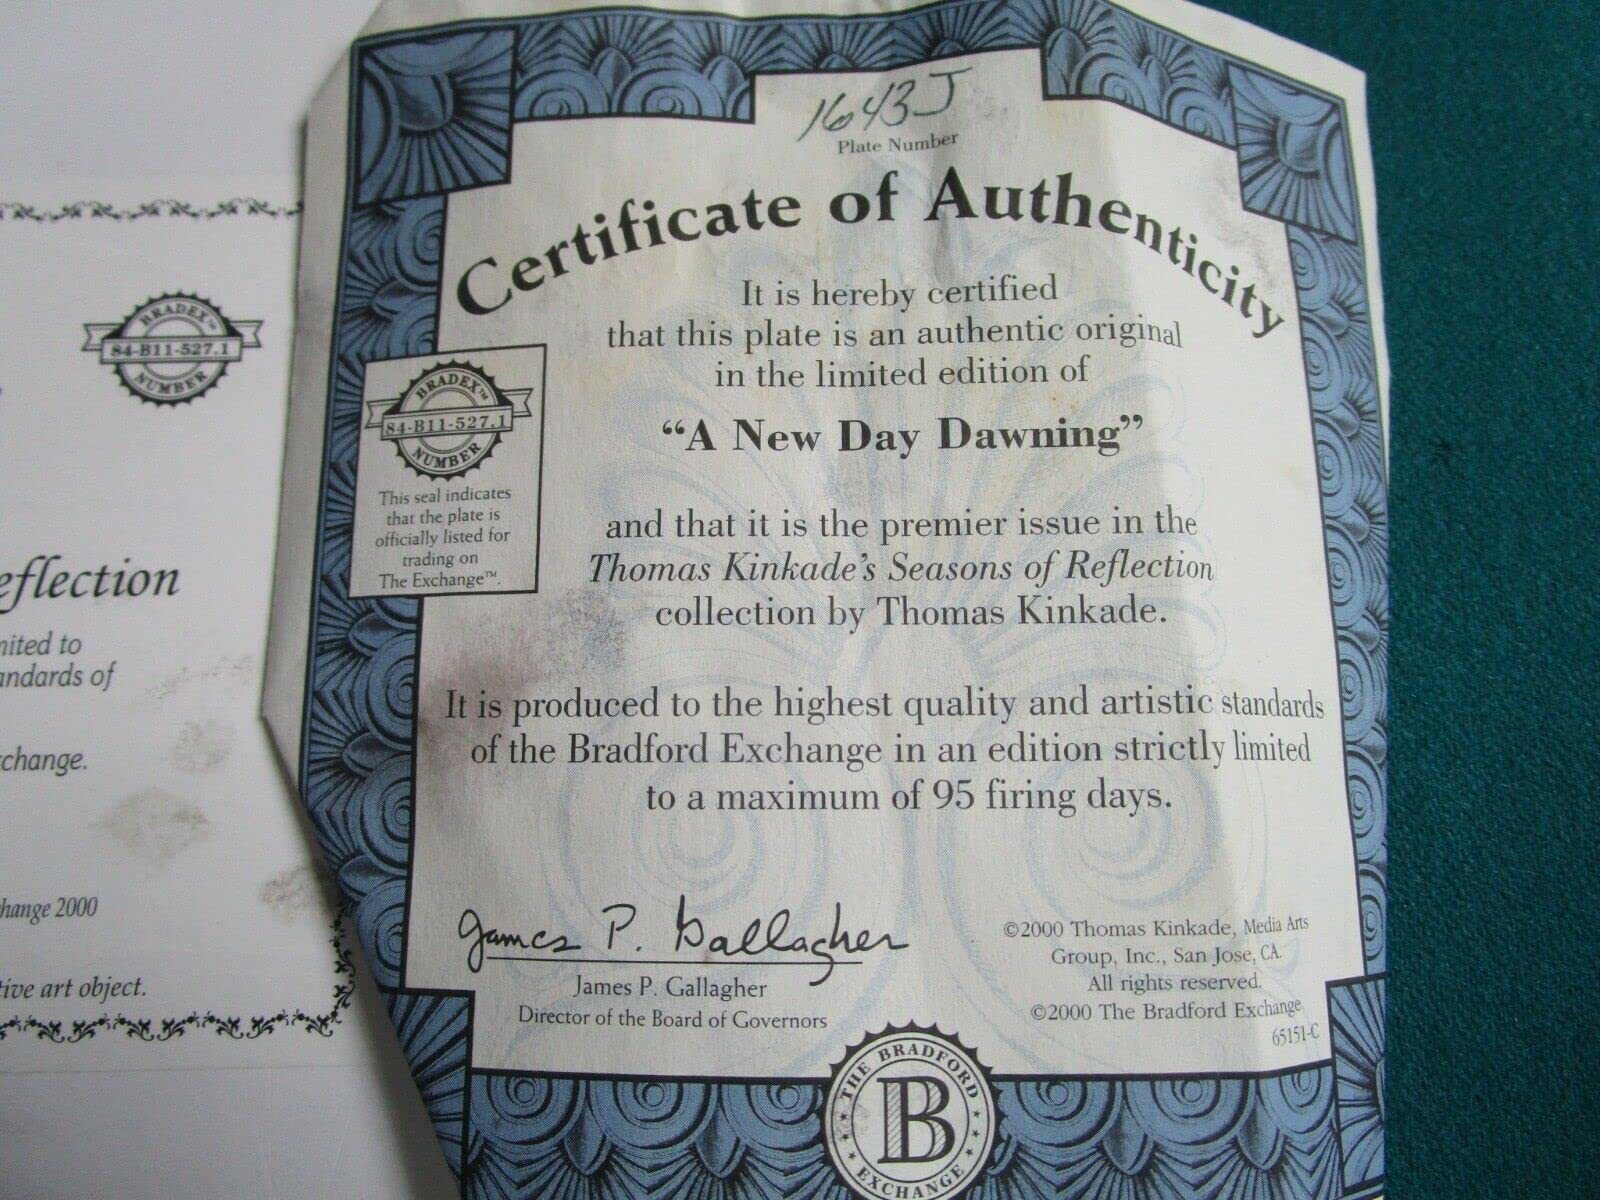 BRADEX™
84-B11-527.1
NUMBER
eflection
ited to
andards of
change.
hange 2000
tive art object.
1643J
Plate Number
Certificate of Authenticity
It is hereby certified
that this plate is an authentic original
in the limited edition of
“A New Day Dawning”
BRADEX™
84-B11-527.1
NUMBER
This seal indicates
that the plate is
officially listed for
trading on
The Exchange™.
and that it is the premier issue in the
Thomas Kinkade's Seasons of Reflection
collection by Thomas Kinkade.
It is produced to the highest quality and artistic standards
of the Bradford Exchange in an edition strictly limited
to a maximum of 95 firing days.
James P. Gallagher
James P. Gallagher
Director of the Board of Governors
©2000 Thomas Kinkade, Media Arts
Group, Inc., San Jose, CA.
All rights reserved.
©2000 The Bradford Exchange
65151-C
THE BRADFORD
B
EXCHANGE